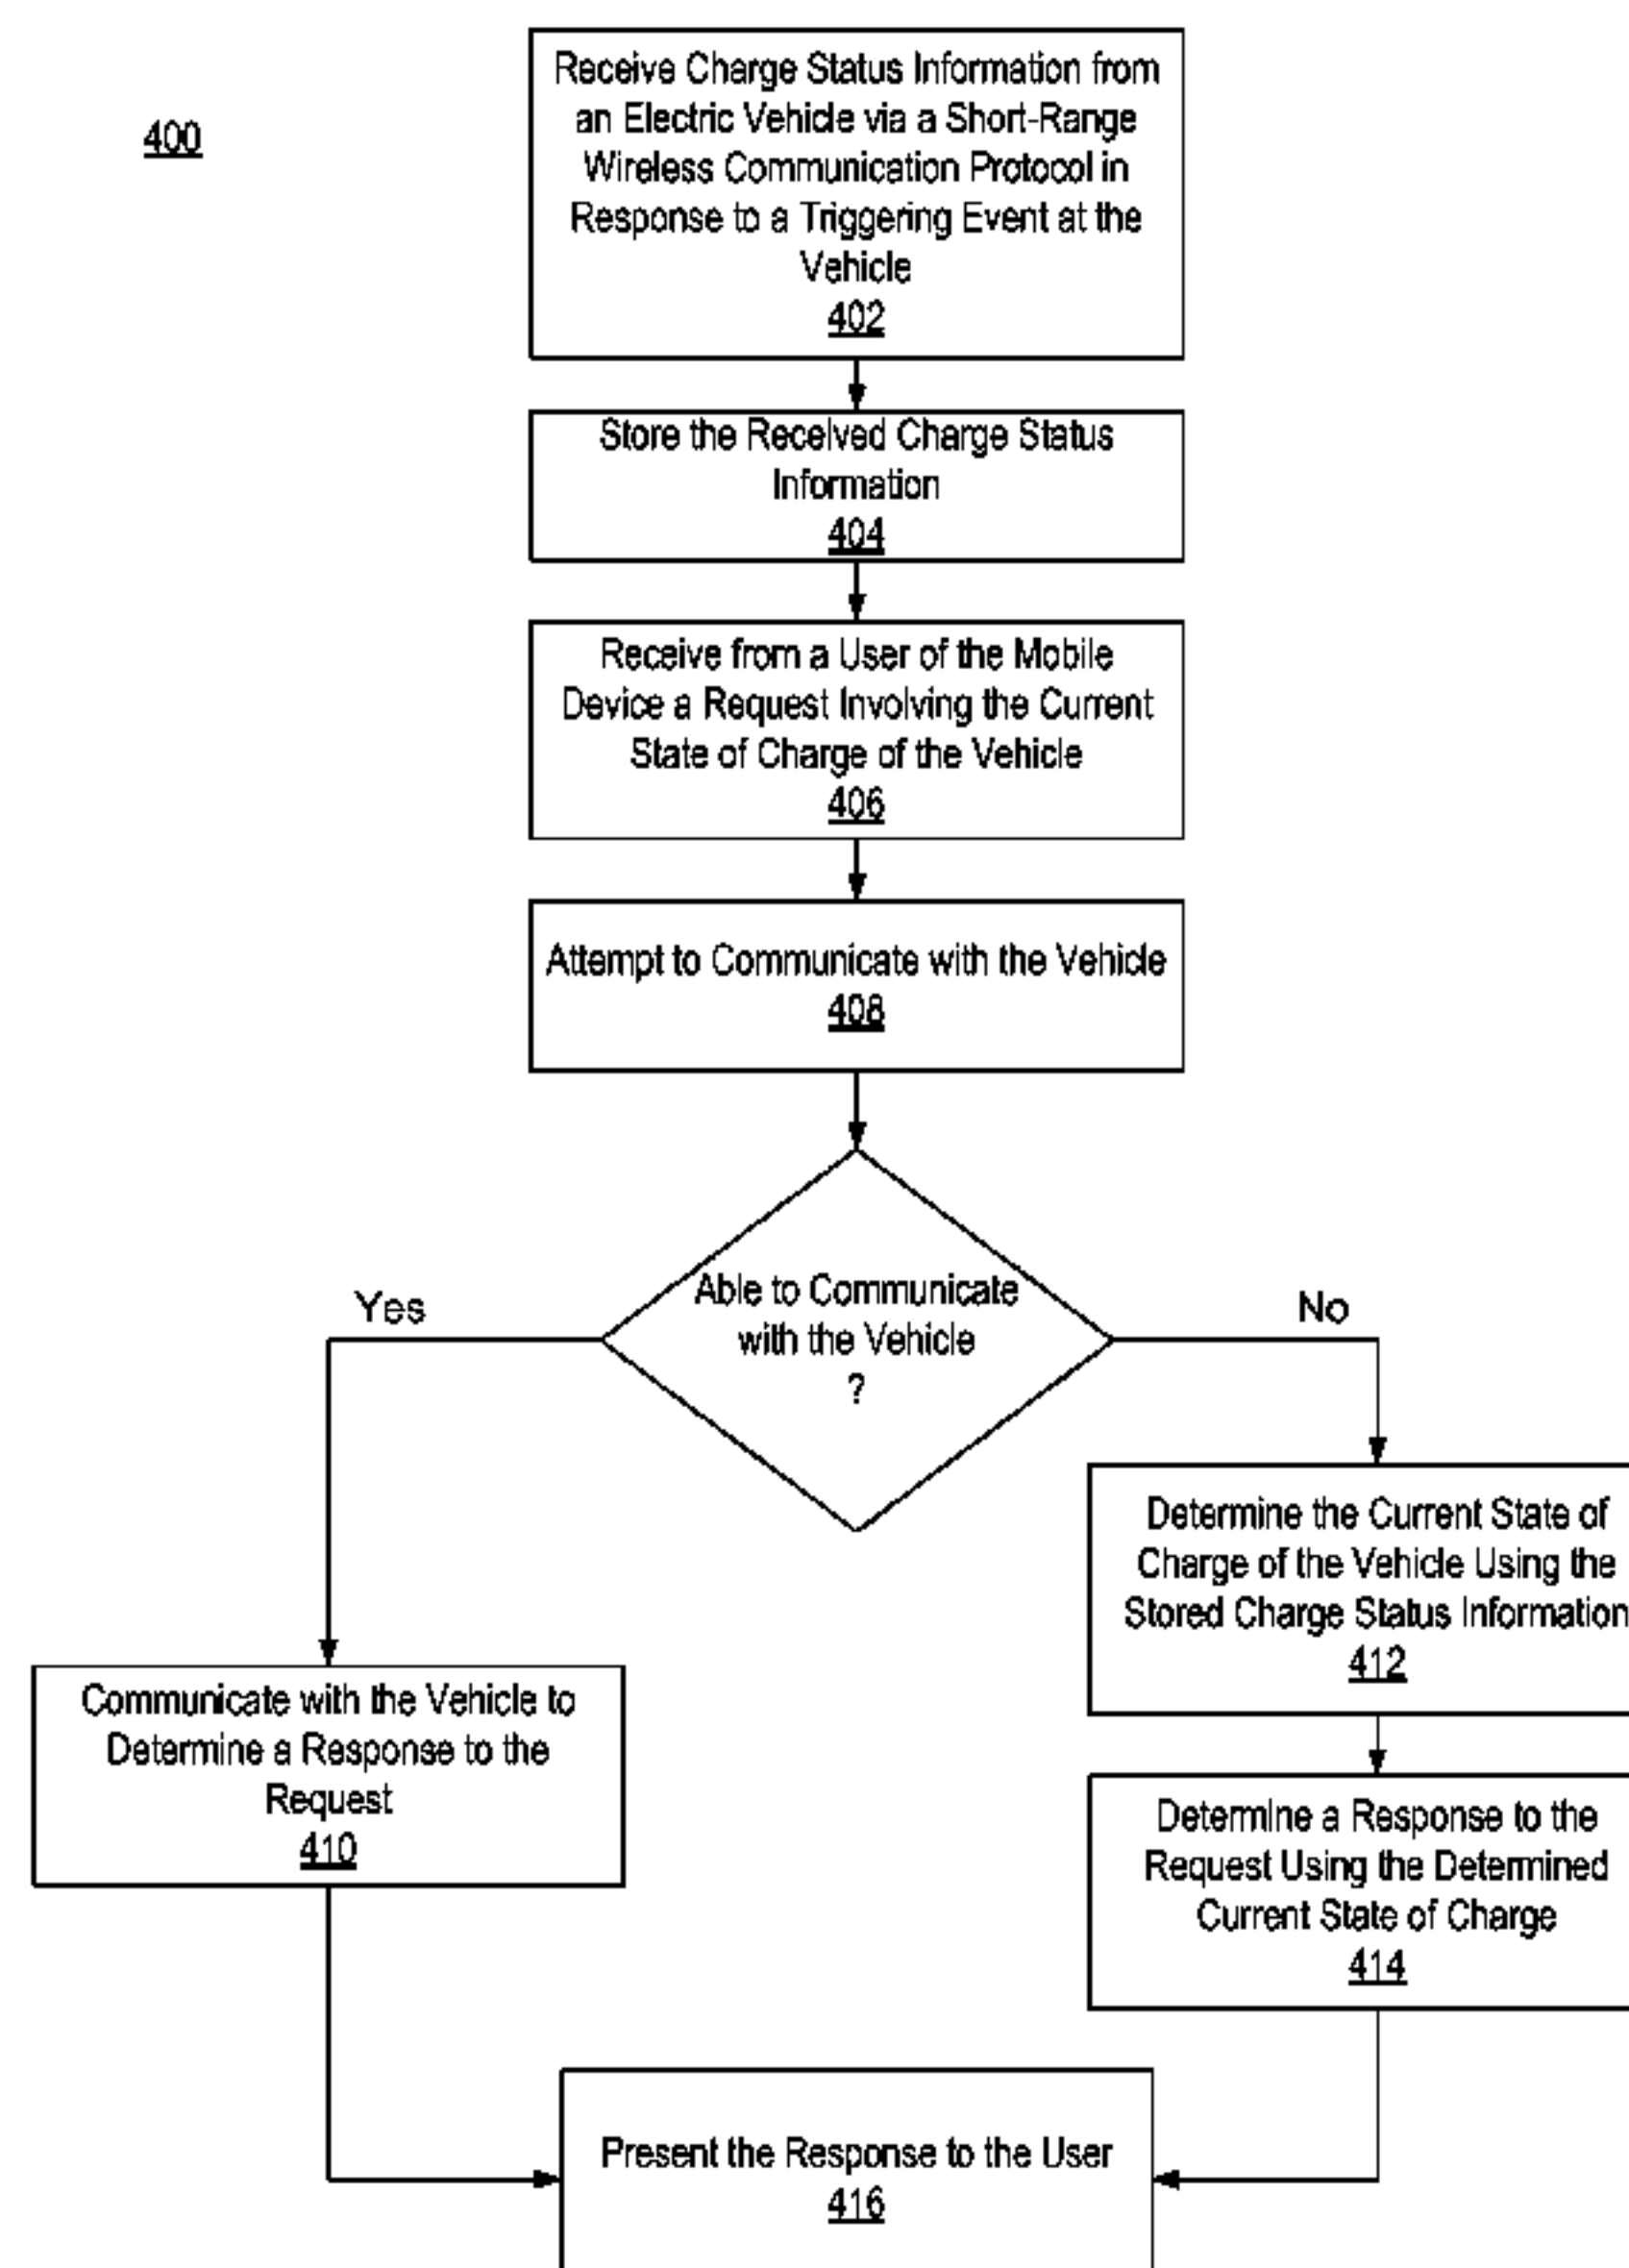 400
Receive Charge Status Information from
an Electric Vehicle via a Short-Range
Wireless Communication Protocol in
Response to a Triggering Event at the
Vehicle
402
Store the Received Charge Status
Information
404
Receive from a User of the Mobile
Device a Request Involving the Current
State of Charge of the Vehicle
406
Attempt to Communicate with the Vehicle
408
Able to Communicate
with the Vehicle
?
Yes
No
Determine the Current State of
Charge of the Vehicle Using the
Stored Charge Status Information
412
Communicate with the Vehicle to
Determine a Response to the
Request
410
Determine a Response to the
Request Using the Determined
Current State of Charge
414
Present the Response to the User
416